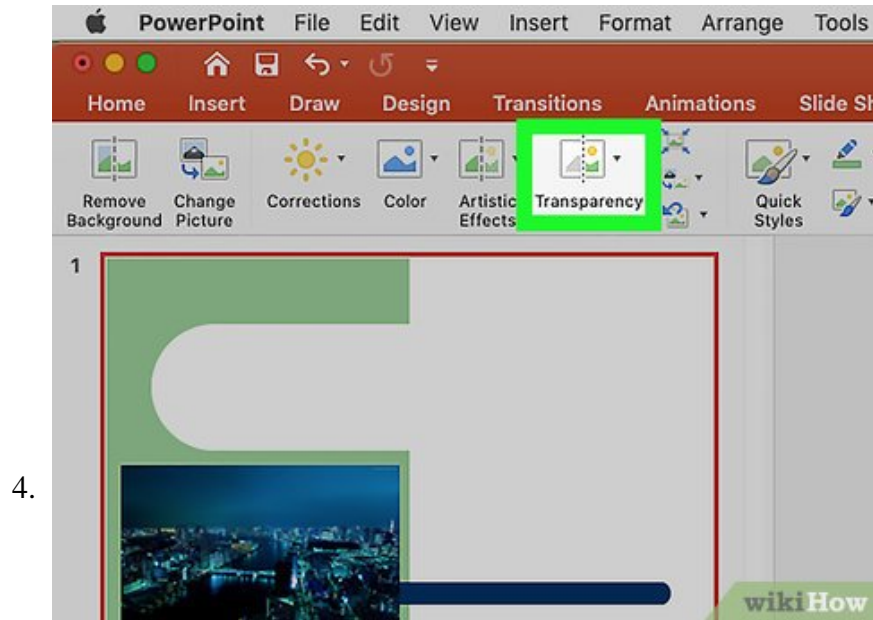 PowerPoint File Edit View Insert Format Arrange Tools
Home Insert Draw Design Transitions Animations Slide Sh
Remove Background
Change Picture
Corrections
Color
Artistic Effects
Transparency
Quick Styles
1
4.
wikiHow